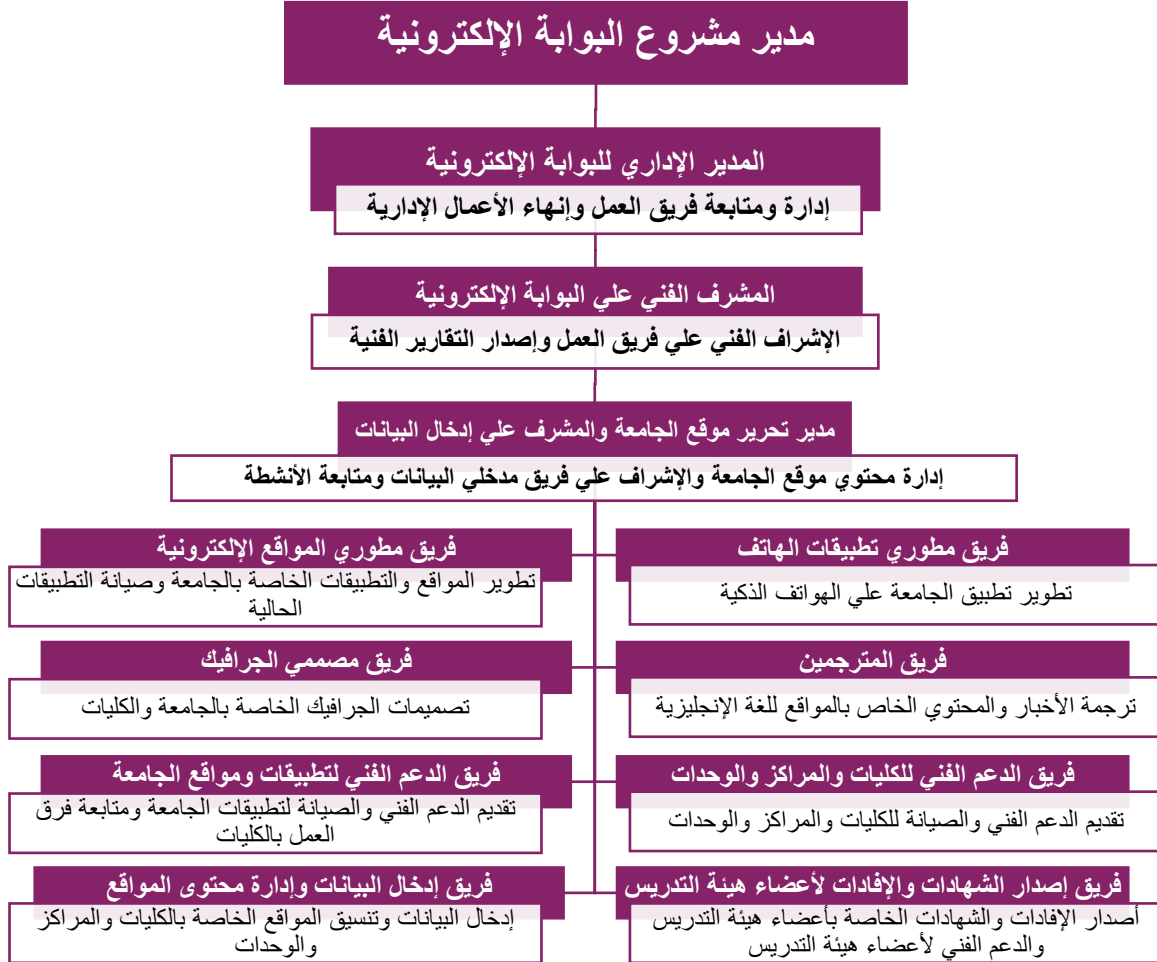 مدير مشروع البوابة الإلكترونية
المدير الإداري للبوابة الإلكترونية
إدارة ومتابعة فريق العمل وإنهاء الأعمال الإدارية
المشرف الفني علي البوابة الإلكترونية
الإشراف الفني علي فريق العمل وإصدار التقارير الفنية
مدير تحرير موقع الجامعة والمشرف علي إدخال البيانات
إدارة محتوي موقع الجامعة والإشراف علي فريق مدخلي البيانات ومتابعة الأنشطة
فريق مطوري تطبيقات الهاتف
تطوير تطبيق الجامعة علي الهواتف الذكية
فريق مطوري المواقع الإلكترونية
تطوير المواقع والتطبيقات الخاصة بالجامعة وصيانة التطبيقات
الحالية
فريق المترجمين
ترجمة الأخبار والمحتوي الخاص بالمواقع للغة الإنجليزية
فريق مصممي الجرافيك
تصميمات الجرافيك الخاصة بالجامعة والكليات
فريق الدعم الفني للكليات والمراكز والوحدات
تقديم الدعم الفني والصيانة للكليات والمراكز والوحدات
فريق الدعم الفني لتطبيقات ومواقع الجامعة
تقديم الدعم الفني والصيانة لتطبيقات الجامعة ومتابعة فرق
العمل بالكليات
فريق إصدار الشهادات والإفادات لأعضاء هيئة التدريس
أصدار الإفادات والشهادات الخاصة بأعضاء هيئة التدريس
والدعم الفني لأعضاء هيئة التدريس
فريق إدخال البيانات وإدارة محتوى المواقع
إدخال البيانات وتنسيق المواقع الخاصة بالكليات والمراكز
والوحدات